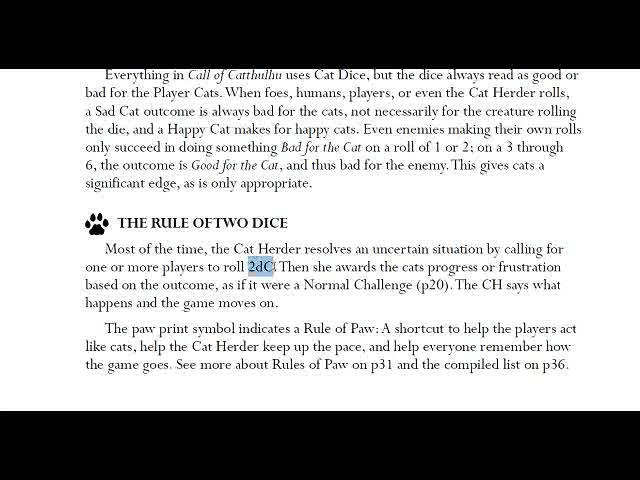 Everything in Call of Catthulhu uses Cat Dice, but the dice always read as good or
bad for the Player Cats. When foes, humans, players, or even the Cat Herder rolls,
a Sad Cat outcome is always bad for the cats, not necessarily for the creature rolling
the die, and a Happy Cat makes for happy cats. Even enemies making their own rolls
only succeed in doing something Bad for the Cat on a roll of 1 or 2; on a 3 through
6, the outcome is Good for the Cat, and thus bad for the enemy. This gives cats a
significant edge, as is only appropriate.
THE RULE OF TWO DICE
Most of the time, the Cat Herder resolves an uncertain situation by calling for
one or more players to roll 2dC. Then she awards the cats progress or frustration
based on the outcome, as if it were a Normal Challenge (p20). The CH says what
happens and the game moves on.
The paw print symbol indicates a Rule of Paw: A shortcut to help the players act
like cats, help the Cat Herder keep up the pace, and help everyone remember how
the game goes. See more about Rules of Paw on p31 and the compiled list on p36.